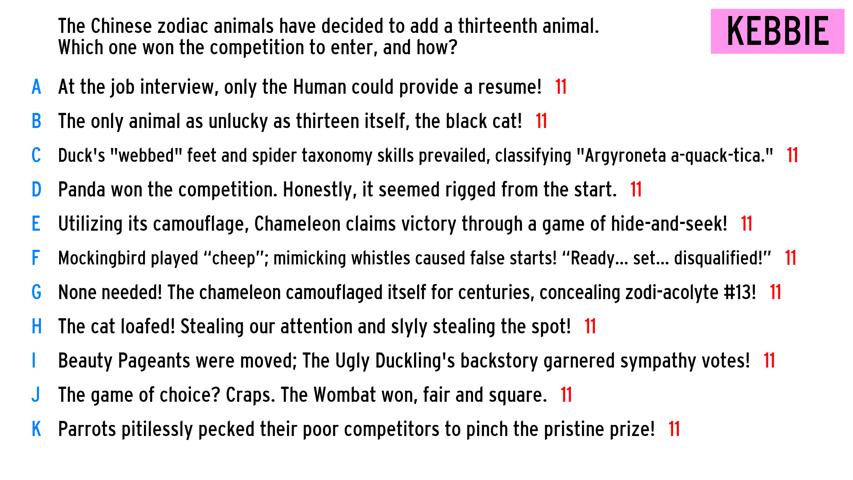 The Chinese zodiac animals have decided to add a thirteenth animal.
Which one won the competition to enter, and how?
KEBBIE
A At the job interview, only the Human could provide a resume! 11
B The only animal as unlucky as thirteen itself, the black cat! 11
C Duck's "webbed" feet and spider taxonomy skills prevailed, classifying "Argyroneta a-quack-tica." 11
D Panda won the competition. Honestly, it seemed rigged from the start. 11
E Utilizing its camouflage, Chameleon claims victory through a game of hide-and-seek! 11
F Mockingbird played “cheep”; mimicking whistles caused false starts! “Ready... set... disqualified!” 11
G None needed! The chameleon camouflaged itself for centuries, concealing zodi-acolyte #13! 11
H The cat loafed! Stealing our attention and slyly stealing the spot! 11
I Beauty Pageants were moved; The Ugly Duckling's backstory garnered sympathy votes! 11
J The game of choice? Craps. The Wombat won, fair and square. 11
K Parrots pitilessly pecked their poor competitors to pinch the pristine prize! 11